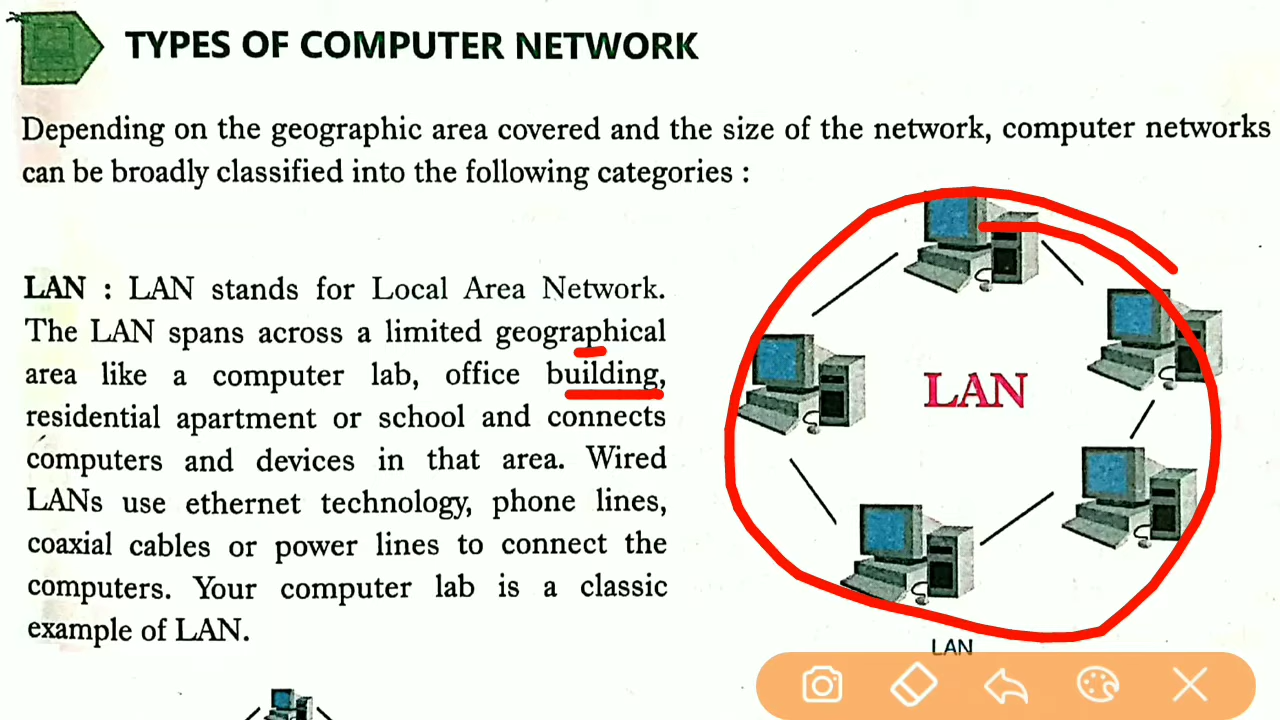 TYPES OF COMPUTER NETWORK
Depending on the geographic area covered and the size of the network, computer networks
can be broadly classified into the following categories :
LAN : LAN stands for Local Area Network.
The LAN spans across a limited geographical
area like a computer lab, office building,
residential apartment or school and connects
computers and devices in that area. Wired
LANs use ethernet technology, phone lines,
coaxial cables or power lines to connect the
computers. Your computer lab is a classic
example of LAN.
LAN
LAN